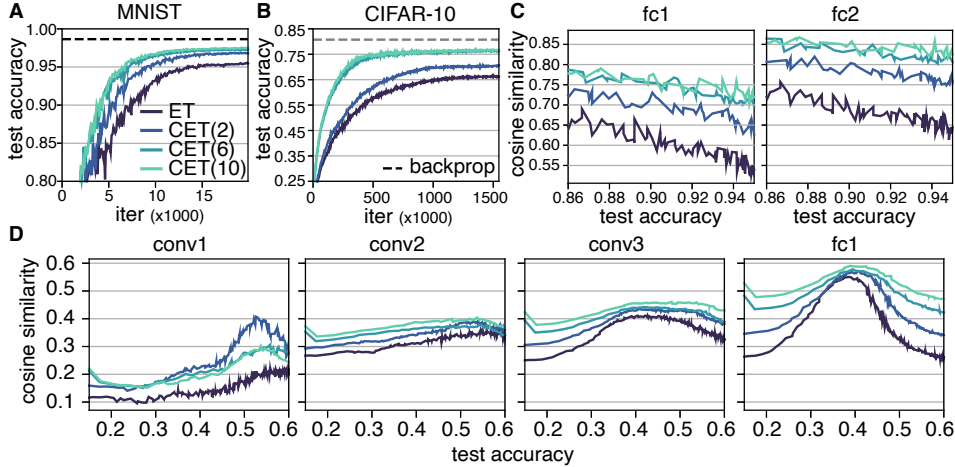 A
MNIST
test accuracy
1.00
0.95
0.90
0.85
0.80
ET
CET(2)
CET(6)
CET(10)
0
5
10
15
iter (x1000)
B
CIFAR-10
test accuracy
0.85
0.75
0.65
0.55
0.45
0.35
0.25
backprop
0
500
1000
1500
iter (x1000)
C
fc1
fc2
cosine similarity
0.85
0.80
0.75
0.70
0.65
0.60
0.55
0.86
0.88
0.90
0.92
0.94
test accuracy
0.86
0.88
0.90
0.92
0.94
test accuracy
D
conv1
conv2
conv3
fc1
cosine similarity
0.6
0.5
0.4
0.3
0.2
0.1
0.2
0.3
0.4
0.5
0.6
0.2
0.3
0.4
0.5
0.6
0.2
0.3
0.4
0.5
0.6
0.2
0.3
0.4
0.5
0.6
test accuracy